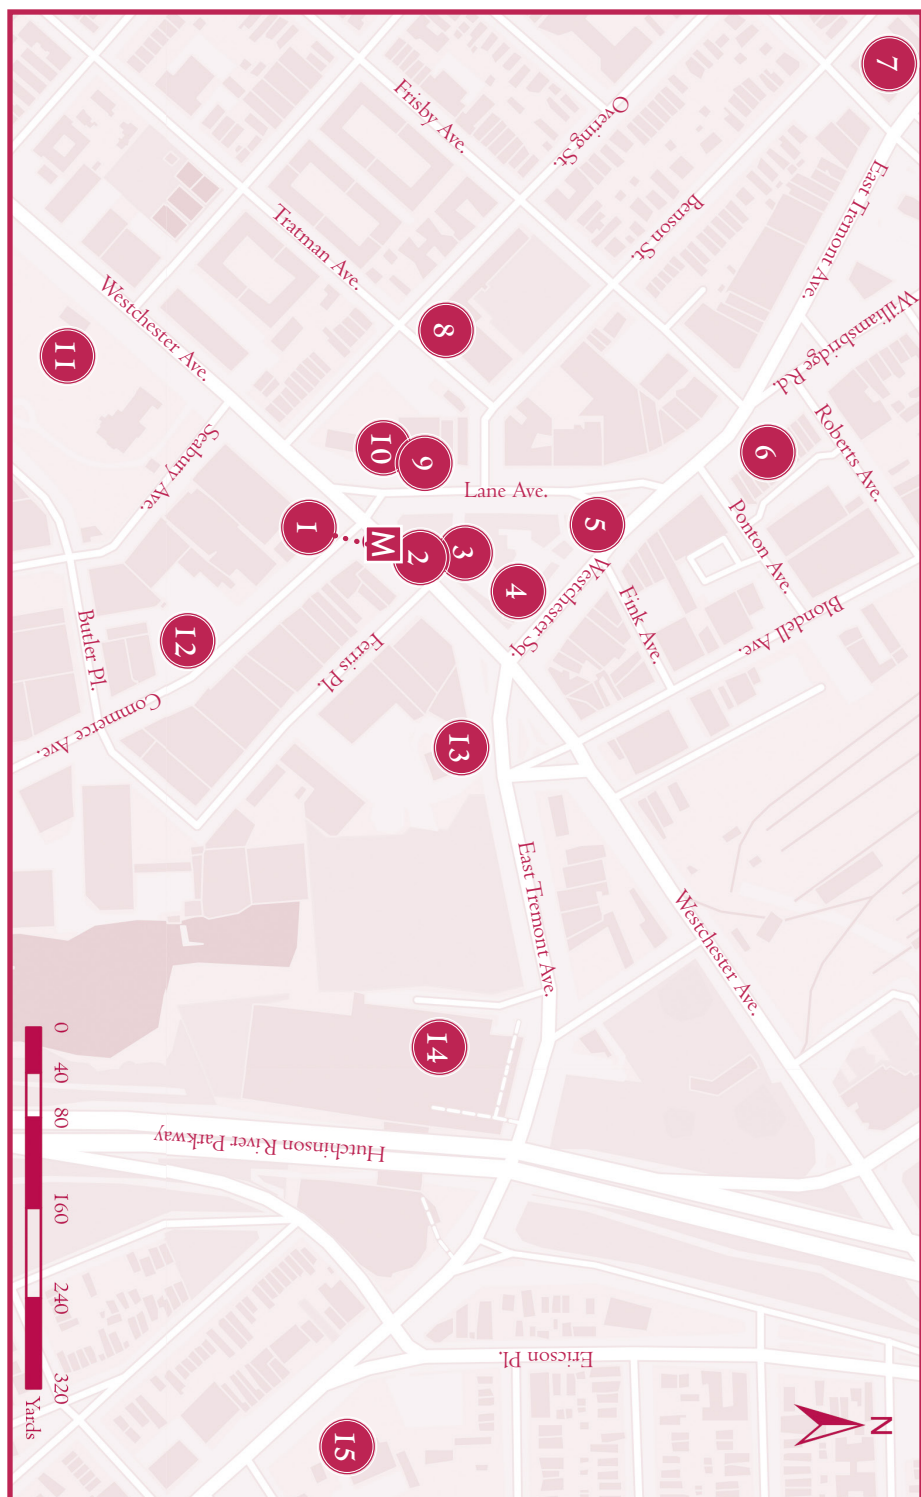 7
Frisby Ave.
Overing St.
East Tremont Ave.
Benson St.
Tratman Ave.
Williamsbridge Rd.
Westchester Ave.
8
11
Roberts Ave.
Seabury Ave.
10
9
6
Lane Ave.
Ponton Ave.
1
M
2
3
5
4
Westchester Sq.
Fink Ave.
Blondell Ave.
Butler Pl.
12
Ferris Pl.
Commerce Ave.
13
East Tremont Ave.
Westchester Ave.
14
Hutchinson River Parkway
Ericson Pl.
15
N
0 40 80 160 240 320
Yards